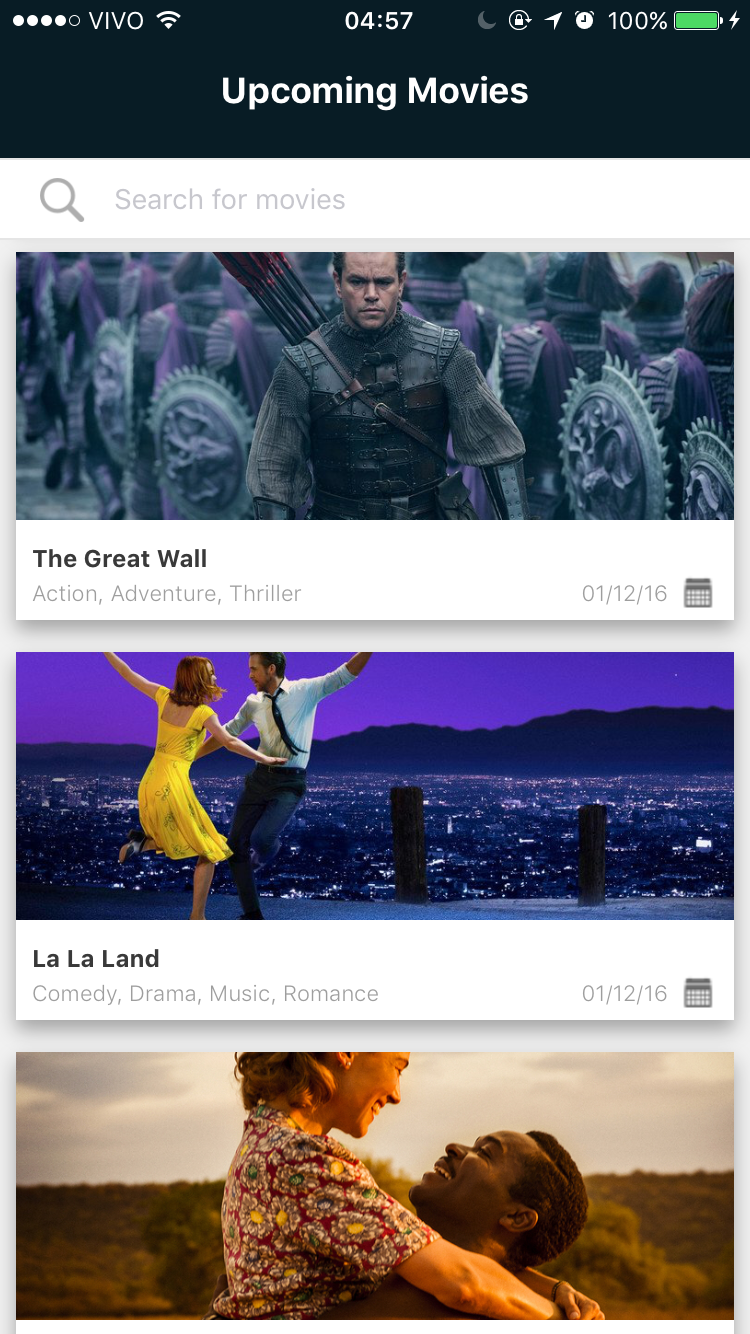 VIVO 04:57 100%
Upcoming Movies
Search for movies
The Great Wall
Action, Adventure, Thriller 01/12/16
La La Land
Comedy, Drama, Music, Romance 01/12/16